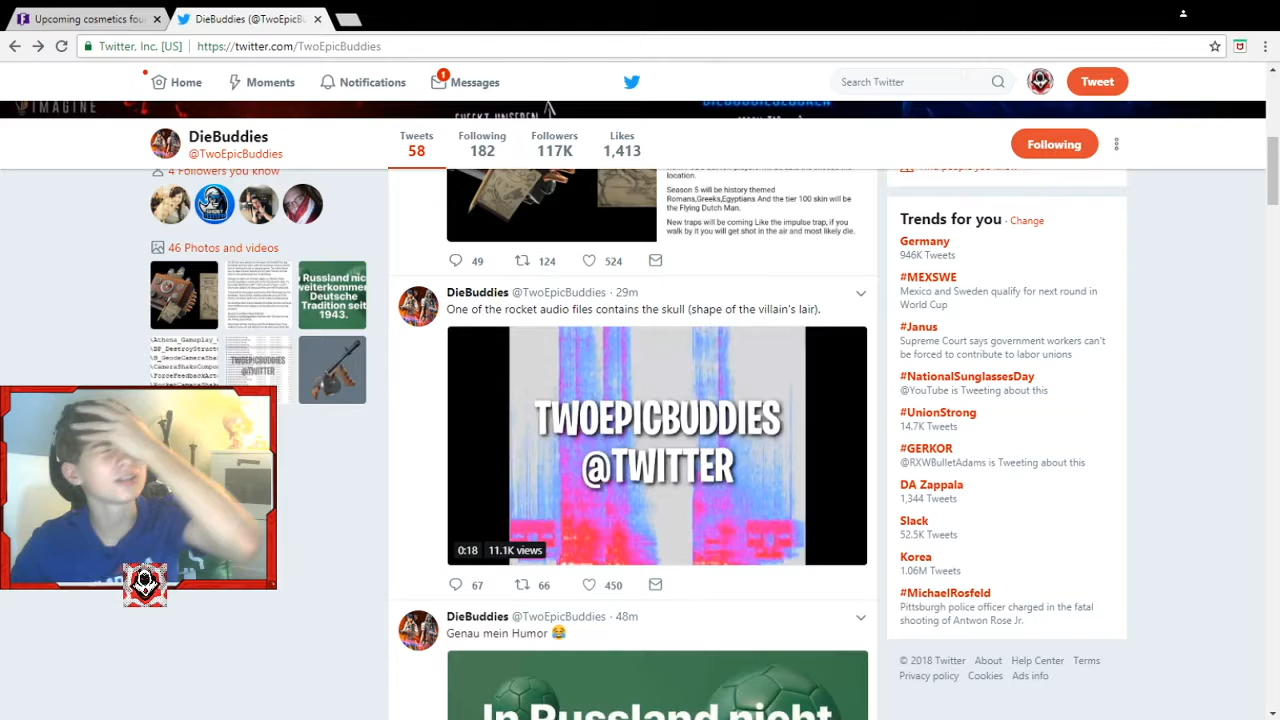 Upcoming cosmetics fou
DieBuddies (@TwoEpicBu
Twitter, Inc. [US] https://twitter.com/TwoEpicBuddies
Home Moments Notifications 1 Messages Search Twitter Tweet
IMAGINE
DieBuddies
@TwoEpicBuddies
Tweets 58
Following 182
Followers 117K
Likes 1,413
Following
4 Followers you know
46 Photos and videos
Russland nic
weiterkommen
Deutsche
Tradition seit
1943.
TWOEPICBUDDIES
@TWITTER
location.
Season 5 will be history themed
Romans,Greeks,Egyptians And the tier 100 skin will
be the Flying Dutch Man.
New traps will be coming Like the impulse trap, if you
walk by it you will get shot in the air and most likely die.
49 124 524
DieBuddies @TwoEpicBuddies · 29m
One of the rocket audio files contains the skull (shape of the villain's lair).
TWOEPICBUDDIES
@TWITTER
0:18 11.1K views
67 66 450
DieBuddies @TwoEpicBuddies · 48m
Genau mein Humor
In Russland nicht
Trends for you · Change
Germany
946K Tweets
#MEXSWE
Mexico and Sweden qualify for next round in
World Cup
#Janus
Supreme Court says government workers can't
be forced to contribute to labor unions
#NationalSunglassesDay
@YouTube is Tweeting about this
#UnionStrong
14.7K Tweets
#GERKOR
@RXWBulletAdams is Tweeting about this
DA Zappala
1,344 Tweets
Slack
52.5K Tweets
Korea
1.06M Tweets
#MichaelRosfeld
Pittsburgh police officer charged in the fatal
shooting of Antwon Rose Jr.
© 2018 Twitter About Help Center Terms
Privacy policy Cookies Ads info